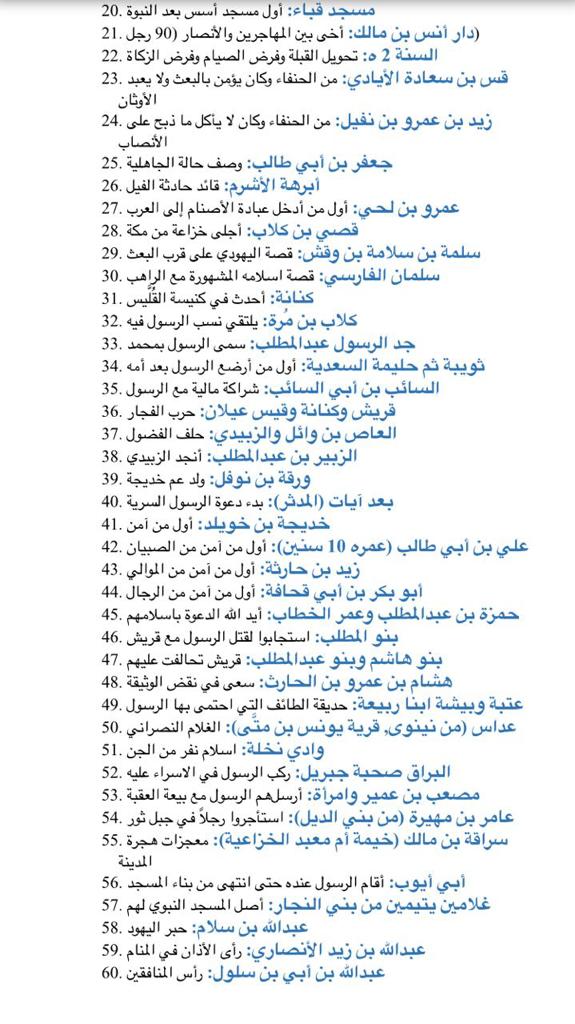 20. مسجد قباء: أول مسجد أسس بعد النبوة
21. دار أنس بن مالك: أخى بين المهاجرين والأنصار (90 رجل)
22. السنة 2 ه: تحويل القبلة وفرض الصيام وفرض الزكاة
23. قس بن سعادة الأيادي: من الحنفاء وكان يؤمن بالبعث ولا يعبد
الأوثان
24. زيد بن عمرو بن نفيل: من الحنفاء وكان لا يأكل ما ذبح على
الأنصاب
25. جعفر بن أبي طالب: وصف حالة الجاهلية
26. أبرهة الأشرم: قائد حادثة الفيل
27. عمرو بن لحي: أول من أدخل عبادة الأصنام إلى العرب
28. قصي بن كلاب: أجلى خزاعة من مكة
29. سلمة بن سلامة بن وقش: قصة اليهودي على قرب البعث
30. سلمان الفارسي: قصة اسلامه المشهورة مع الراهب
31. كنانة: أحدث في كنيسة القُلَّيس
32. كلاب بن مُرة: يلتقي نسب الرسول فيه
33. جد الرسول عبدالمطلب: سمى الرسول بمحمد
34. ثويبة ثم حليمة السعدية: أول من أرضع الرسول بعد أمه
35. السائب بن أبي السائب: شراكة مالية مع الرسول
36. قريش وكنانة وقيس عيلان: حرب الفجار
37. العاص بن وائل والزبيدي: حلف الفضول
38. الزبير بن عبدالمطلب: أنجد الزبيدي
39. ورقة بن نوفل: ولد عم خديجة
40. بعد آيات (المدثر): بدء دعوة الرسول السرية
41. خديجة بن خويلد: أول من آمن
42. علي بن أبي طالب (عمره 10 سنين): أول من آمن من الصبيان
43. زيد بن حارثة: أول من آمن من الموالي
44. أبو بكر بن أبي قحافة: أول من آمن من الرجال
45. حمزة بن عبدالمطلب وعمر الخطاب: أيد الله الدعوة باسلامهم
46. بنو المطلب: استجابوا لقتل الرسول مع قريش
47. بنو هاشم وبنو عبدالمطلب: قريش تحالفت عليهم
48. هشام بن عمرو بن الحارث: سعى في نقض الوثيقة
49. عتبة وبيشة ابنا ربيعة: حديقة الطائف التي احتمى بها الرسول
50. عداس (من نينوى, قرية يونس بن متَّى): الغلام النصراني
51. وادي نخلة: اسلام نفر من الجن
52. البراق صحبة جبريل: ركب الرسول في الاسراء عليه
53. مصعب بن عمير وامرأة: أرسلهم الرسول مع بيعة العقبة
54. عامر بن مهيرة (من بني الديل): استأجروا رجلاً في جبل ثور
55. سراقة بن مالك (خيمة أم معبد الخزاعية): معجزات هجرة
المدينة
56. أبي أيوب: أقام الرسول عنده حتى انتهى من بناء المسجد
57. غلامين يتيمين من بني النجار: أصل المسجد النبوي لهم
58. عبدالله بن سلام: حبر اليهود
59. عبدالله بن زيد الأنصاري: رأى الأذان في المنام
60. عبدالله بن أبي بن سلول: رأس المنافقين